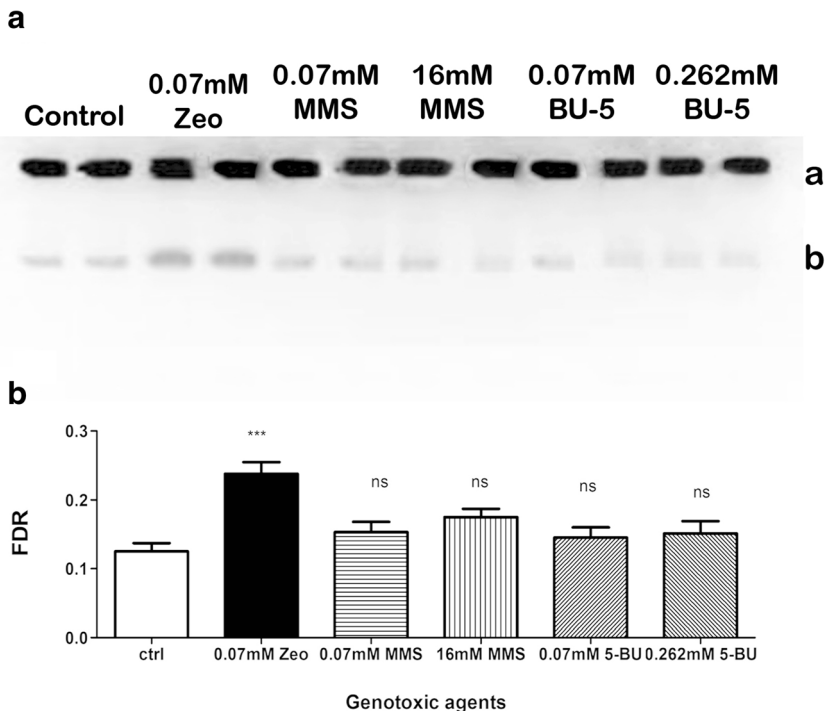 a
Control
0.07mM
Zeo
0.07mM
MMS
16mM
MMS
0.07mM
BU-5
0.262mM
BU-5
a
b
b
0.3
0.2
0.1
0.0
FDR
***
ns
ns
ns
ns
ctrl
0.07mM Zeo
0.07mM MMS
16mM MMS
0.07mM 5-BU
0.262mM 5-BU
Genotoxic agents